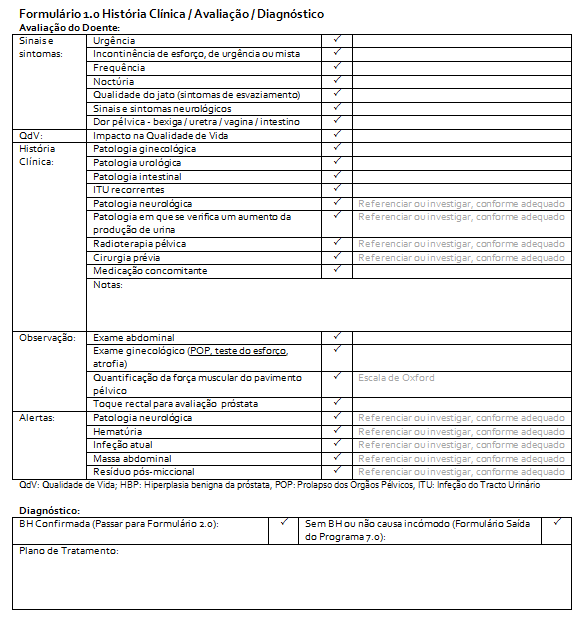 Formulário 1.0 História Clínica / Avaliação / Diagnóstico
Avaliação do Doente:
Sinais e sintomas:
Urgência ✓
Incontinência de esforço, de urgência ou mista ✓
Frequência ✓
Noctúria ✓
Qualidade do jato (sintomas de esvaziamento) ✓
Sinais e sintomas neurológicos ✓
Dor pélvica - bexiga / uretra / vagina / intestino ✓
QdV: Impacto na Qualidade de Vida ✓
História Clínica:
Patologia ginecológica ✓
Patologia urológica ✓
Patologia intestinal ✓
ITU recorrentes ✓
Patologia neurológica ✓ Referenciar ou investigar, conforme adequado
Patologia em que se verifica um aumento da ✓ Referenciar ou investigar, conforme adequado
produção de urina
Radioterapia pélvica ✓ Referenciar ou investigar, conforme adequado
Cirurgia prévia ✓ Referenciar ou investigar, conforme adequado
Medicação concomitante ✓
Notas:
Observação: Exame abdominal ✓
Exame ginecológico (POP, teste do esforço, ✓
atrofia)
Quantificação da força muscular do pavimento ✓ Escala de Oxford
pélvico
Toque rectal para avaliação próstata ✓
Alertas: Patologia neurológica ✓ Referenciar ou investigar, conforme adequado
Hematúria ✓ Referenciar ou investigar, conforme adequado
Infeção atual ✓ Referenciar ou investigar, conforme adequado
Massa abdominal ✓ Referenciar ou investigar, conforme adequado
Resíduo pós-miccional ✓ Referenciar ou investigar, conforme adequado
QdV: Qualidade de Vida; HBP: Hiperplasia benigna da próstata, POP: Prolapso dos Orgãos Pélvicos, ITU: Infeção do Tracto Urinário
Diagnóstico:
BH Confirmada (Passar para Formulário 2.0): ✓
Sem BH ou não causa incómodo (Formulário Saída ✓
do Programa 7.0):
Plano de Tratamento: